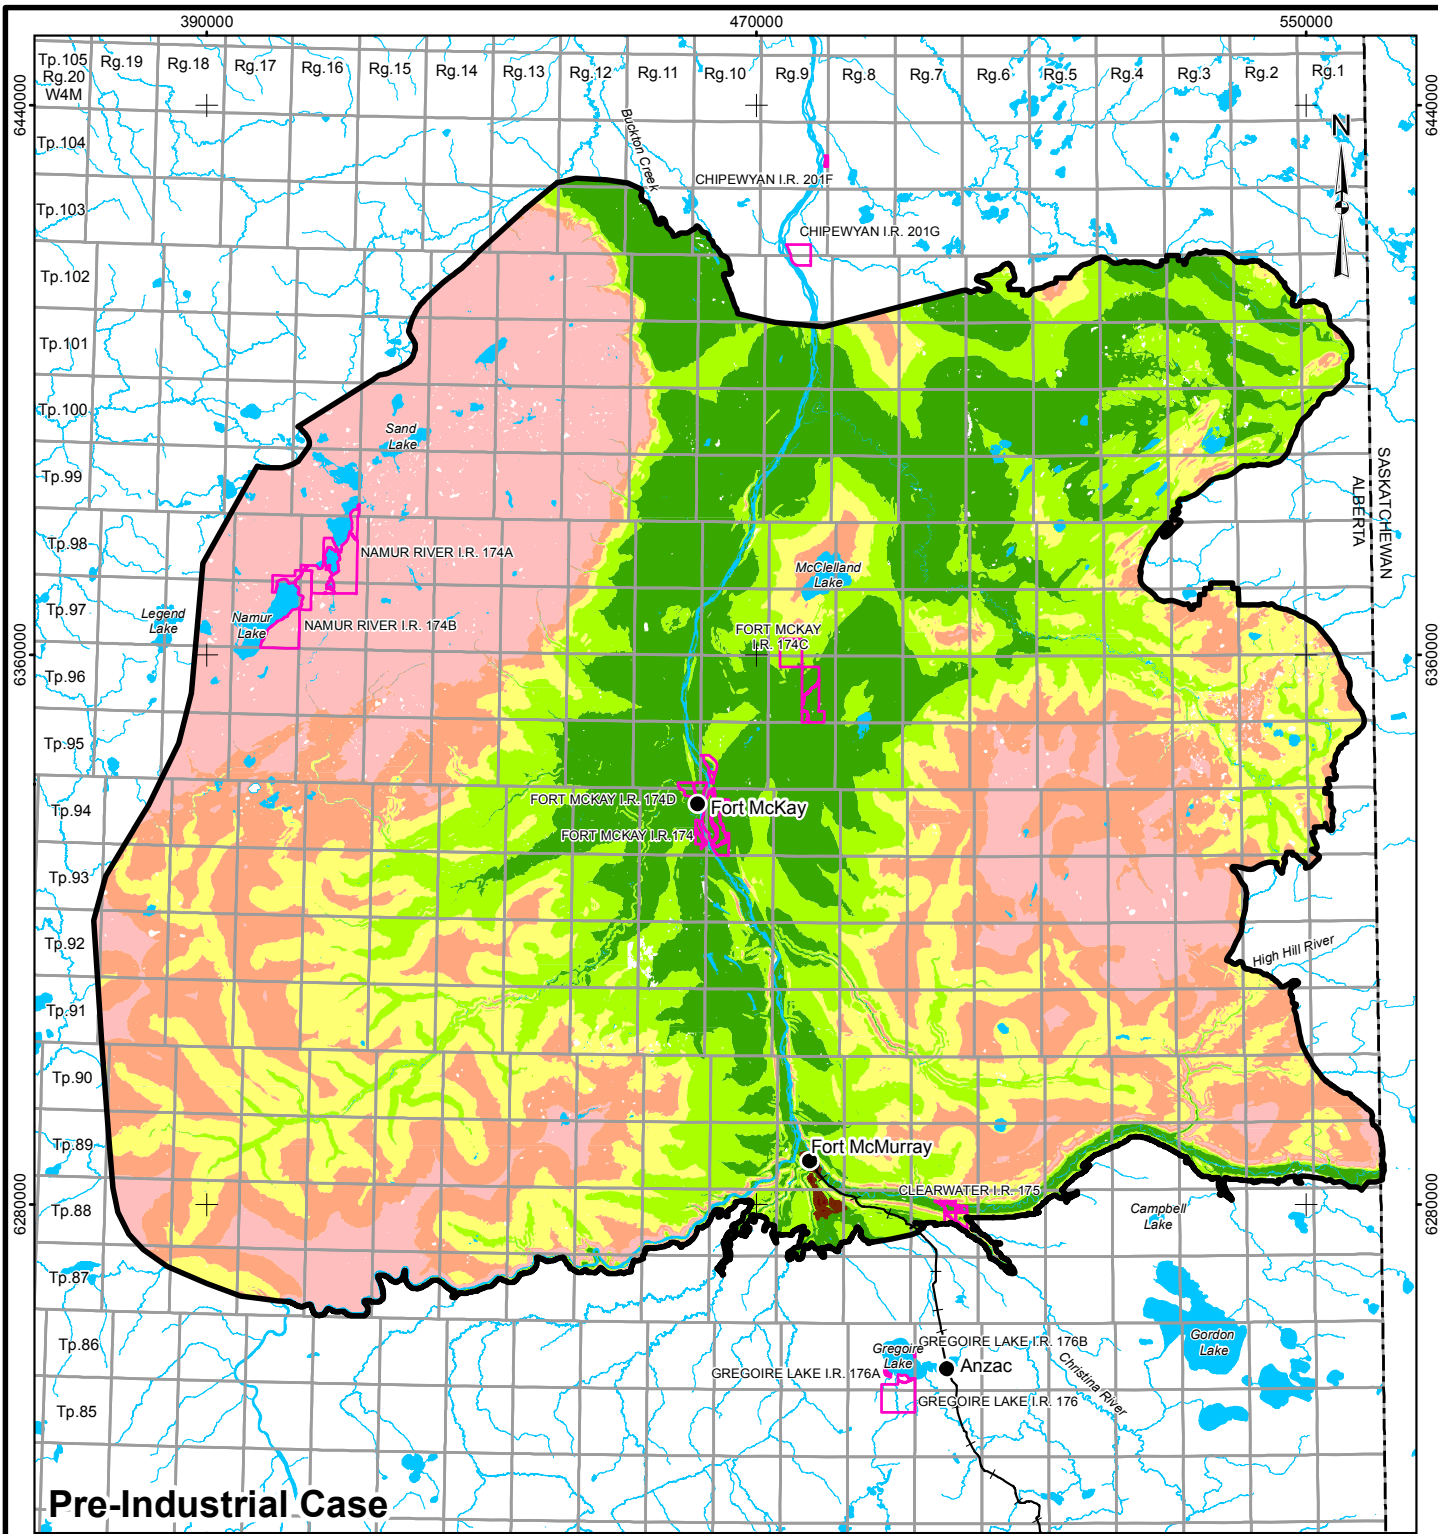 390000
470000
550000
Tp.105
Rg.20
W4M
Rg.19
Rg.18
Rg.17
Rg.16
Rg.15
Rg.14
Rg.13
Rg.12
Rg.11
Rg.10
Rg.9
Rg.8
Rg.7
Rg.6
Rg.5
Rg.4
Rg.3
Rg.2
Rg.1
6440000
6440000
N
Buckton Creek
Tp.104
CHIPEWYAN I.R. 201F
Tp.103
CHIPEWYAN I.R. 201G
Tp.102
Tp.101
Tp.100
Sand
Lake
Tp.99
SASKATCHEWAN
ALBERTA
Tp.98
NAMUR RIVER I.R. 174A
McClelland
Lake
Tp.97
Legend
Lake
Namur
Lake
NAMUR RIVER I.R. 174B
FORT MCKAY
I.R. 174C
6360000
6360000
Tp.96
Tp.95
Tp.94
FORT MCKAY I.R. 174D
Fort McKay
FORT MCKAY I.R.174
Tp.93
Tp.92
High Hill River
Tp.91
Tp.90
Tp.89
Fort McMurray
CLEARWATER I.R. 175
6280000
6280000
Tp.88
Campbell
Lake
Tp.87
Tp.86
GREGOIRE LAKE I.R. 176B
Gregoire
Lake
Anzac
Gordon
Lake
GREGOIRE LAKE I.R. 176A
Christina River
GREGOIRE LAKE I.R. 176
Tp.85
Pre-Industrial Case